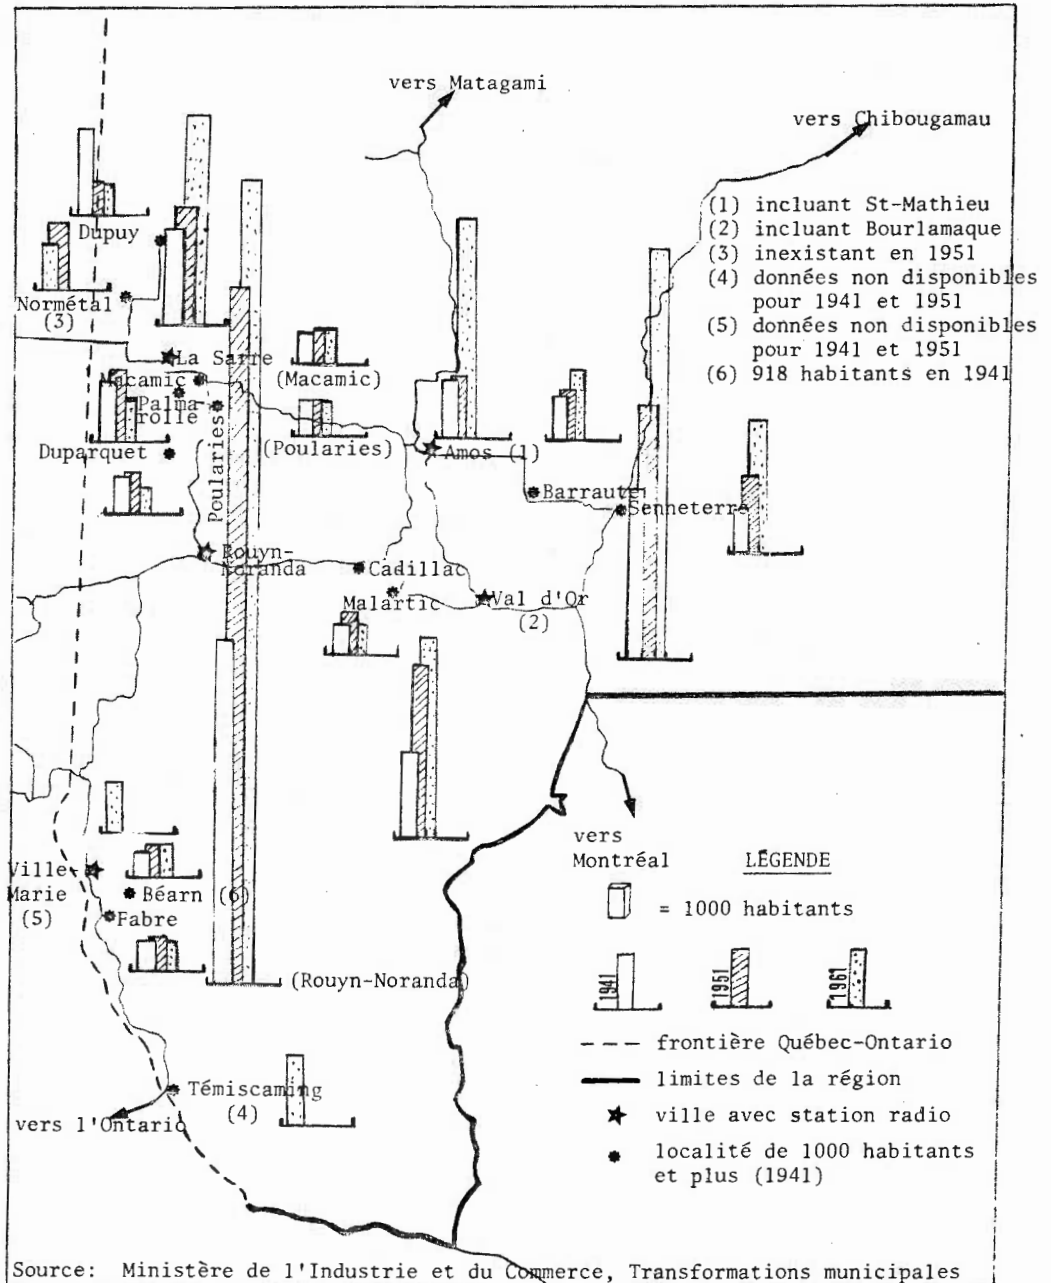 vers Matagami
vers Chibougamau
(1) incluant St-Mathieu
(2) incluant Bourlamaque
(3) inexistant en 1951
(4) données non disponibles
pour 1941 et 1951
(5) données non disponibles
pour 1941 et 1951
(6) 918 habitants en 1941
Dupuy
Normétal
(3)
La Sarre
Macamic
(Macamic)
Palma-
rolle
Poularies
(Poularies)
Duparquet
Amos (1)
Barraute
Senneterre
Rouyn-
Noranda
Cadillac
Malartic
Val d'Or
(2)
vers
Montréal
Ville-
Marie
(5)
Béarn (6)
Fabre
(Rouyn-Noranda)
Témiscaming
(4)
vers l'Ontario
LÉGENDE
= 1000 habitants
1941
1951
1961
frontière Québec-Ontario
limites de la région
ville avec station radio
localité de 1000 habitants
et plus (1941)
Source: Ministère de l'Industrie et du Commerce, Transformations municipales